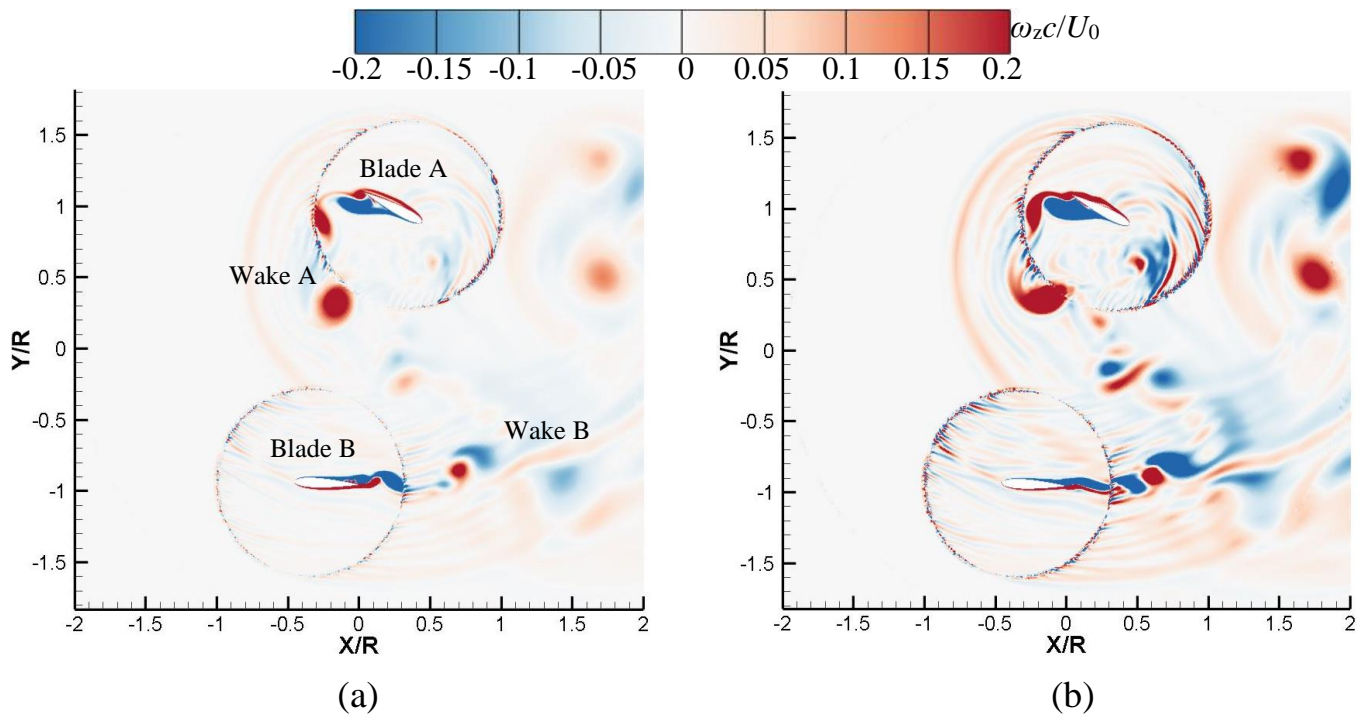 ω_z c/U_0
-0.2 -0.15 -0.1 -0.05 0 0.05 0.1 0.15 0.2
Y/R
1.5
1
0.5
0
-0.5
-1
-1.5
Blade A
Wake A
Wake B
Blade B
-2 -1.5 -1 -0.5 0 0.5 1 1.5 2
X/R
(a)
Y/R
1.5
1
0.5
0
-0.5
-1
-1.5
-2 -1.5 -1 -0.5 0 0.5 1 1.5 2
X/R
(b)